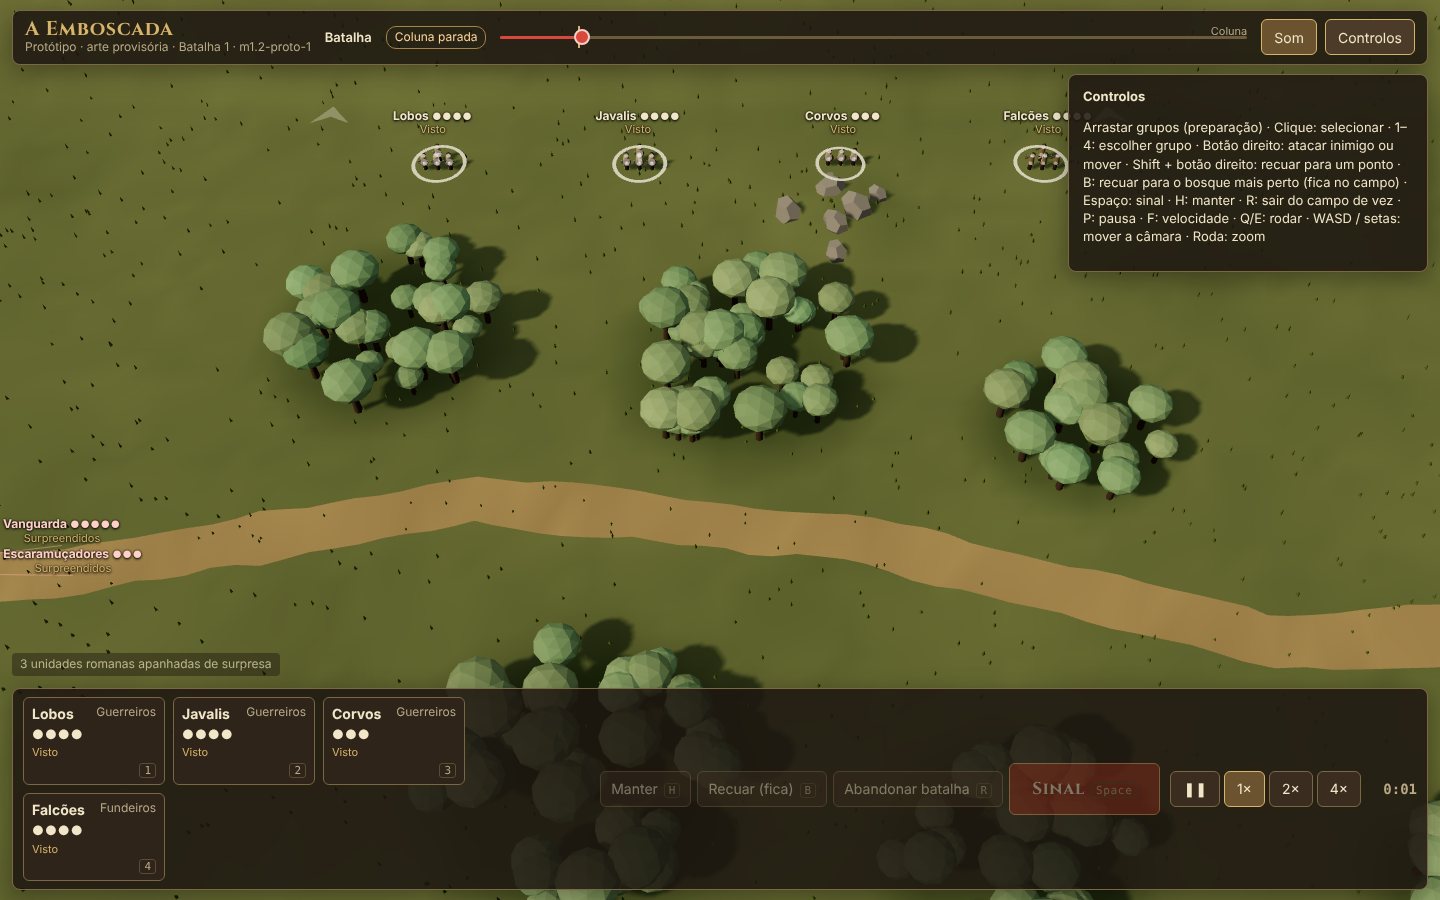 A Emboscada
Protótipo · arte provisória · Batalha 1 · m1.2-proto-1
Batalha
Coluna parada
Coluna
Som
Controlos
Controlos
Arrastar grupos (preparação) · Clique: selecionar · 1–
4: escolher grupo · Botão direito: atacar inimigo ou
mover · Shift + botão direito: recuar para um ponto ·
B: recuar para o bosque mais perto (fica no campo) ·
Espaço: sinal · H: manter · R: sair do campo de vez ·
P: pausa · F: velocidade · Q/E: rodar · WASD / setas:
mover a câmara · Roda: zoom
Lobos
Visto
Javalis
Visto
Corvos
Visto
Falcões
Visto
Vanguarda
Surpreendidos
Escaramuçadores
Surpreendidos
3 unidades romanas apanhadas de surpresa
Lobos Guerreiros
Visto
1
Javalis Guerreiros
Visto
2
Corvos Guerreiros
Visto
3
Falcões Fundeiros
Visto
4
Manter H
Recuar (fica) B
Abandonar batalha R
Sinal Space
1×
2×
4×
0:01